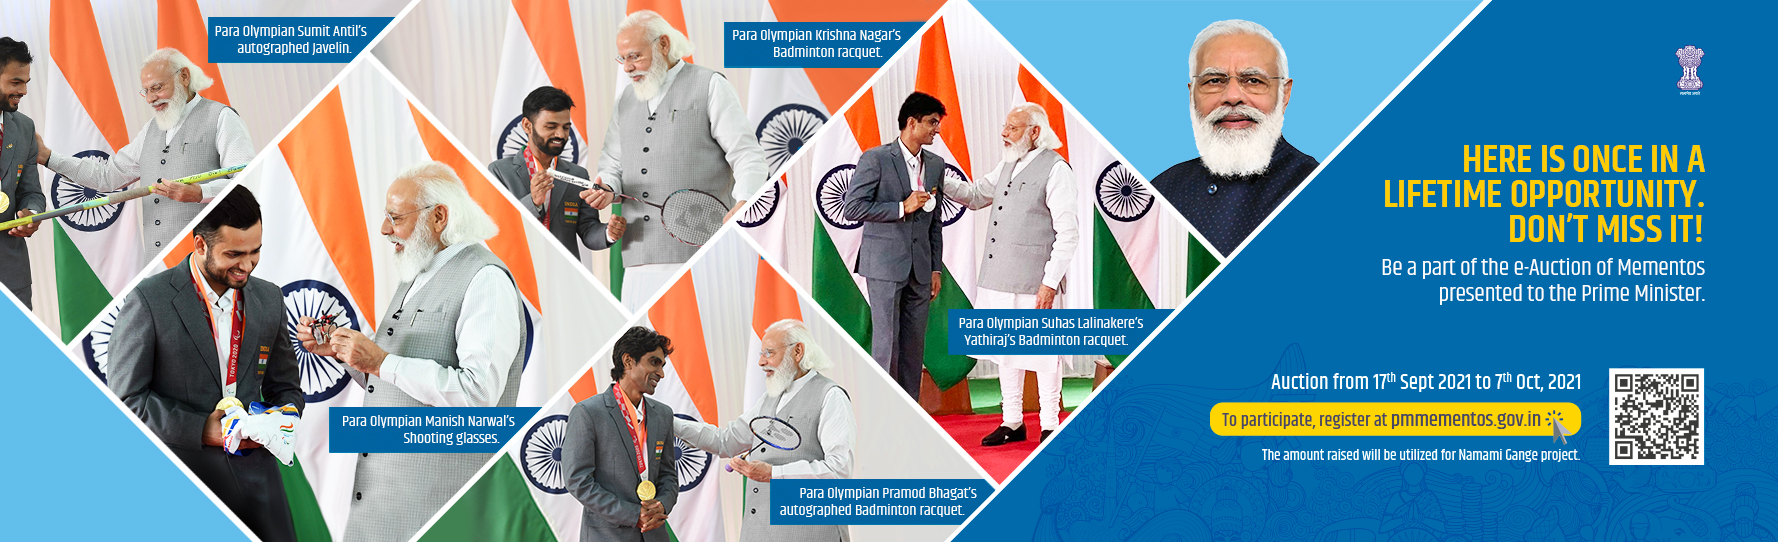 Para Olympian Sumit Antil's
autographed Javelin.
Para Olympian Krishna Nagar's
Badminton racquet.
Para Olympian Manish Narwal's
Shooting glasses.
Para Olympian Pramod Bhagat's
autographed Badminton racquet.
Para Olympian Suhas Lalinakere's
Yathiraj's Badminton racquet.
TOKYO 2020
INDIA
HERE IS ONCE IN A
LIFETIME OPPORTUNITY.
DON'T MISS IT!
Be a part of the e-Auction of Mementos
presented to the Prime Minister.
Auction from 17th Sept 2021 to 7th Oct, 2021
To participate, register at pmmementos.gov.in
The amount raised will be utilized for Namami Gange project.